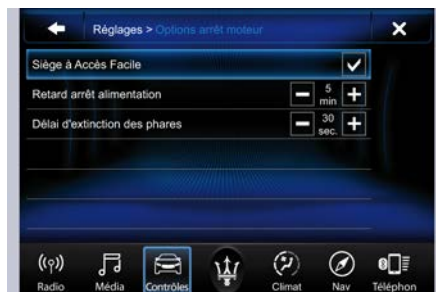 Réglages > Options arrêt moteur
Siège à Accès Facile
Retard arrêt alimentation
5
min
Délai d'extinction des phares
30
sec.
Radio
Média
Contrôles
Climat
Nav
Téléphon